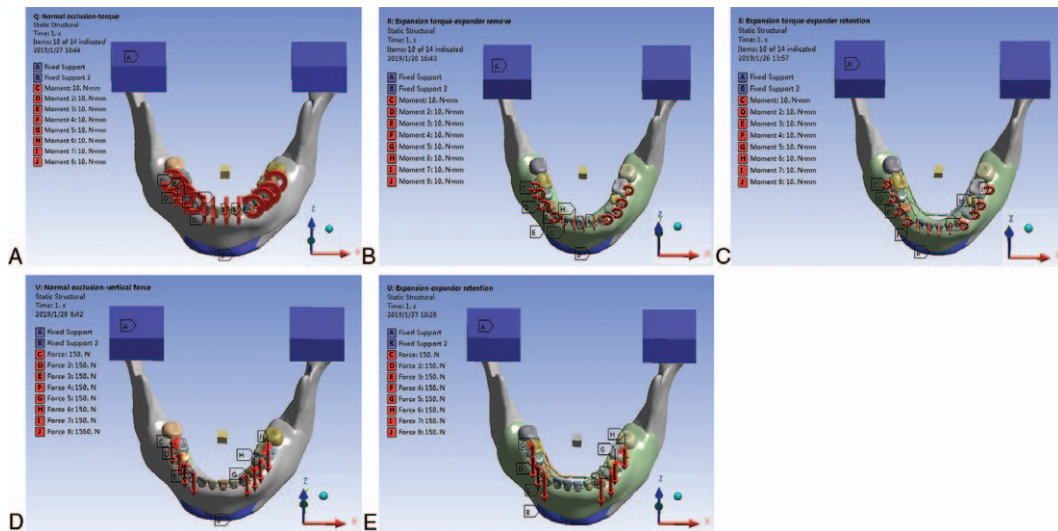 Q: Normal occlusion-torque
Static Structural
Time: 1. s
Items: 10 of 14 indicated
2019/1/27 10:44
A Fixed Support
B Fixed Support 2
C Moment: 10. N·mm
D Moment 2: 10. N·mm
E Moment 3: 10. N·mm
F Moment 4: 10. N·mm
G Moment 5: 10. N·mm
H Moment 6: 10. N·mm
I Moment 7: 10. N·mm
J Moment 8: 10. N·mm
A
R: Expansion torque-expander remove
Static Structural
Time: 1. s
Items: 10 of 14 indicated
2019/1/28 16:43
A Fixed Support
B Fixed Support 2
C Moment: 10. N·mm
D Moment 2: 10. N·mm
E Moment 3: 10. N·mm
F Moment 4: 10. N·mm
G Moment 5: 10. N·mm
H Moment 6: 10. N·mm
I Moment 7: 10. N·mm
J Moment 8: 10. N·mm
B
S: Expansion torque-expander retention
Static Structural
Time: 1. s
Items: 10 of 14 indicated
2019/1/26 13:57
A Fixed Support
B Fixed Support 2
C Moment: 10. N·mm
D Moment 2: 10. N·mm
E Moment 3: 10. N·mm
F Moment 4: 10. N·mm
G Moment 5: 10. N·mm
H Moment 6: 10. N·mm
I Moment 7: 10. N·mm
J Moment 8: 10. N·mm
C
V: Normal occlusion-vertical force
Static Structural
Time: 1. s
2019/1/28 8:42
A Fixed Support
B Fixed Support 2
C Force: 150. N
D Force 2: 150. N
E Force 3: 150. N
F Force 4: 150. N
G Force 5: 150. N
H Force 6: 150. N
I Force 7: 150. N
J Force 8: 1500. N
D
U: Expansion-expander retention
Static Structural
Time: 1. s
2019/1/27 10:28
A Fixed Support
B Fixed Support 2
C Force: 150. N
D Force 2: 150. N
E Force 3: 150. N
F Force 4: 150. N
G Force 5: 150. N
H Force 6: 150. N
I Force 7: 150. N
J Force 8: 150. N
E